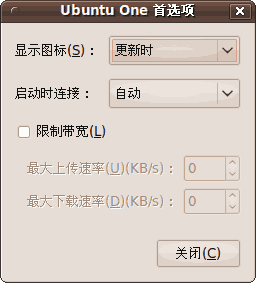 Ubuntu One 首选项
显示图标(S)： 更新时
启动时连接： 自动
限制带宽(L)
最大上传速率(U)(KB/s)： 0
最大下载速率(D)(KB/s)： 0
关闭(C)